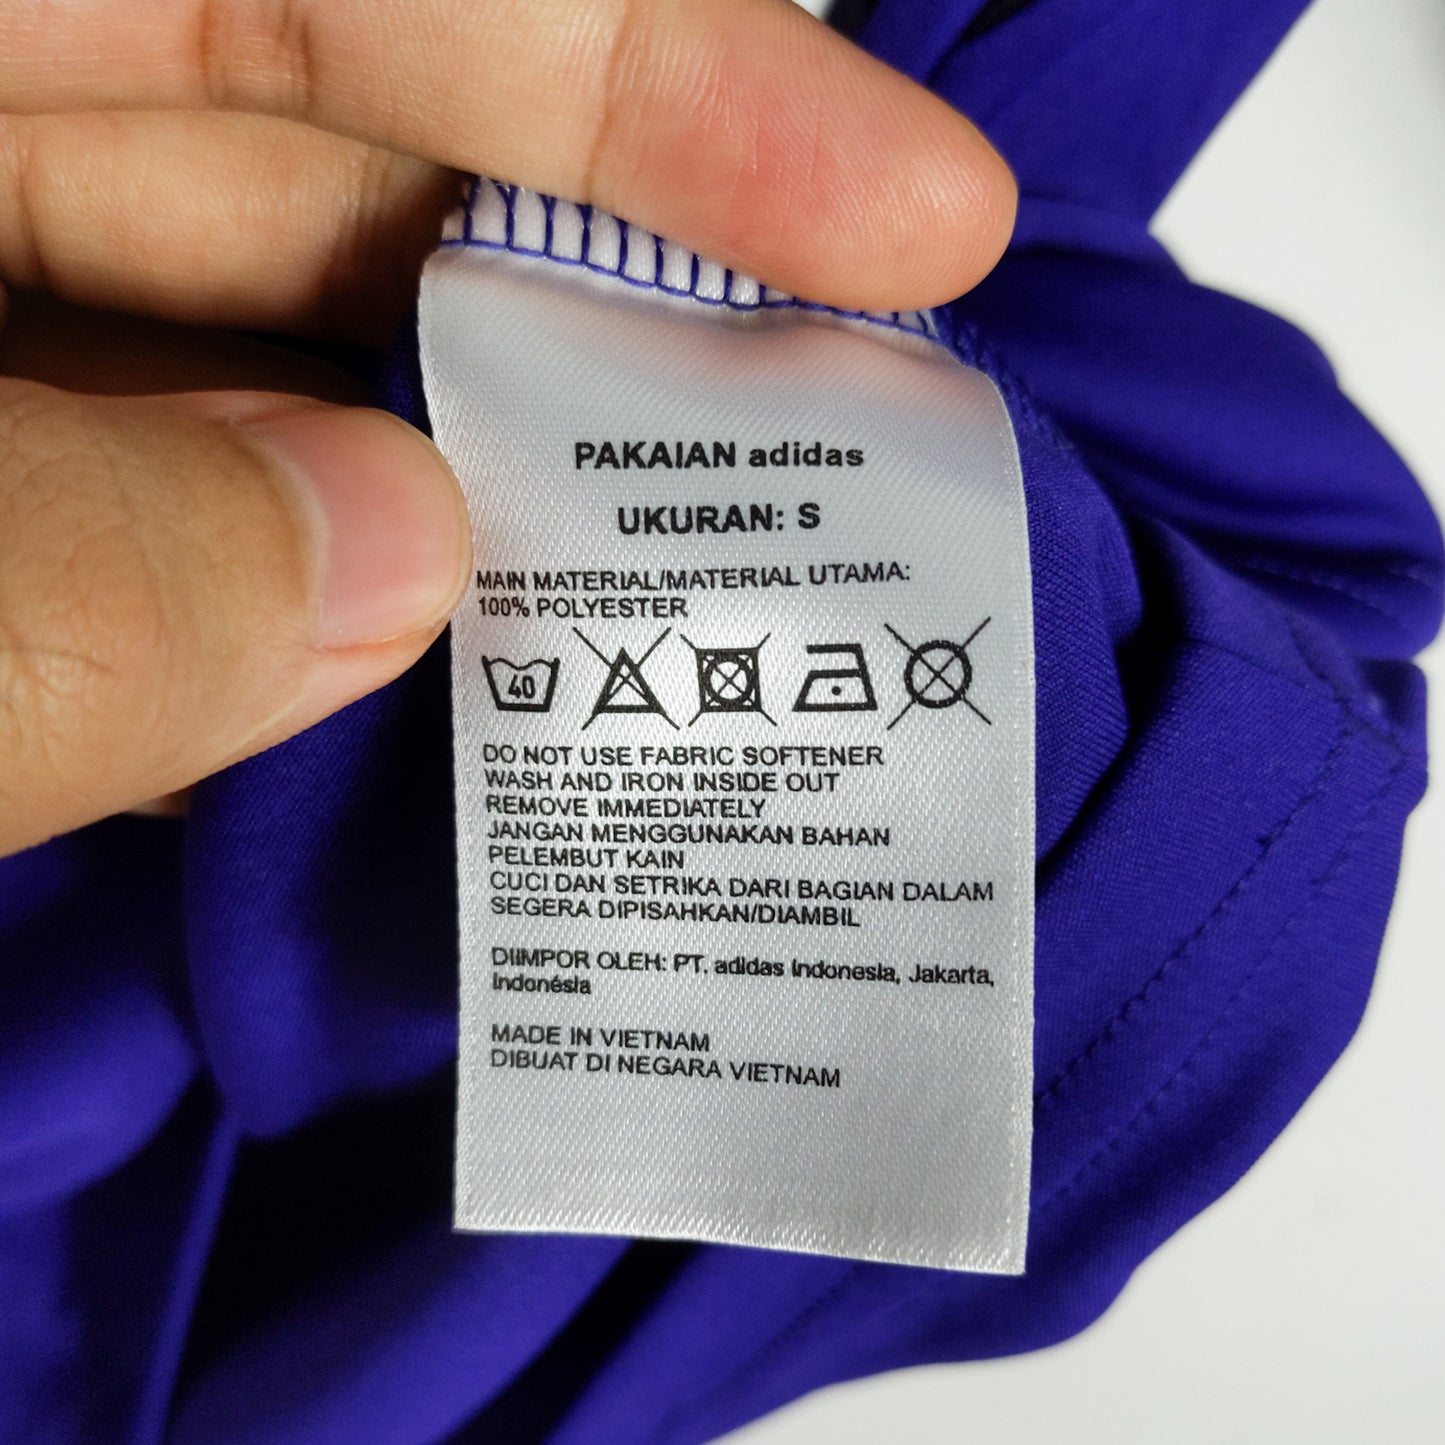 PAKAIAN adidas
UKURAN: S
MAIN MATERIAL/MATERIAL UTAMA:
100% POLYESTER
40
DO NOT USE FABRIC SOFTENER
WASH AND IRON INSIDE OUT
REMOVE IMMEDIATELY
JANGAN MENGGUNAKAN BAHAN
PELEMBUT KAIN
CUCI DAN SETRIKA DARI BAGIAN DALAM
SEGERA DIPISAHKAN/DIAMBIL
DIIMPOR OLEH: PT. adidas Indonesia, Jakarta,
Indonésia
MADE IN VIETNAM
DIBUAT DI NEGARA VIETNAM